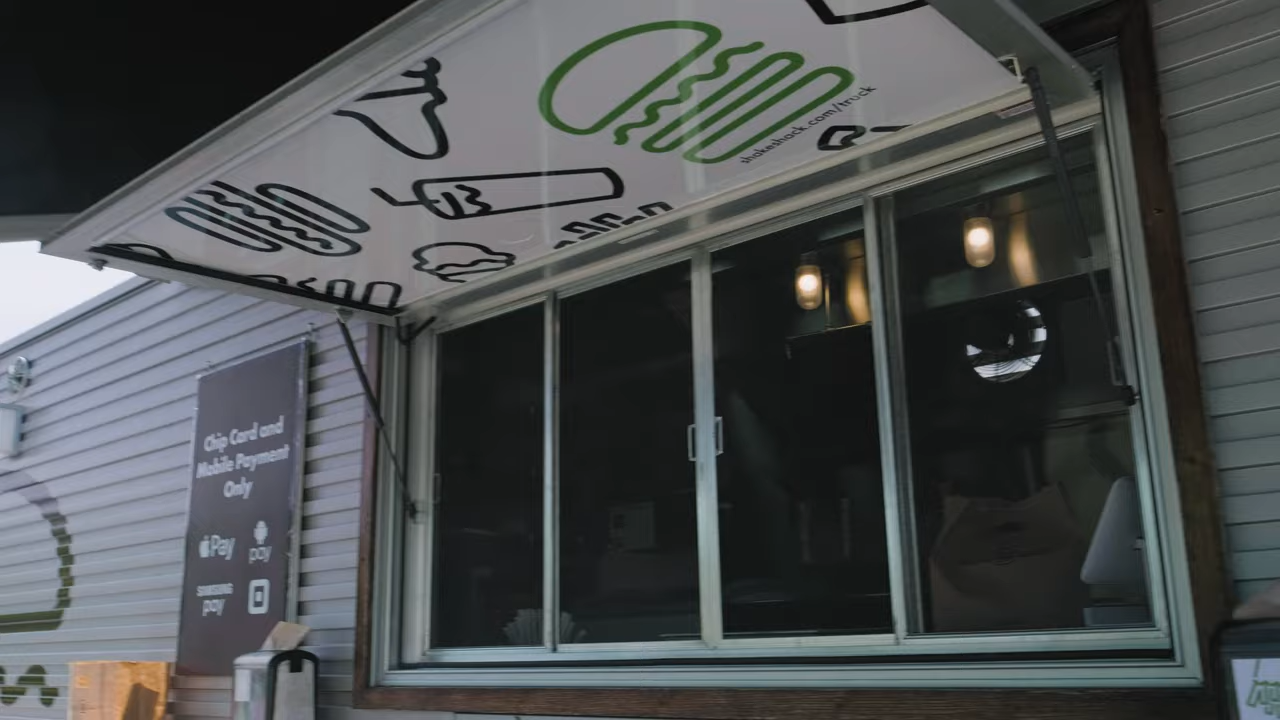 shakeshack.com/truck
Chip Card and
Mobile Payment
Only
Pay
pay
SAMSUNG
pay